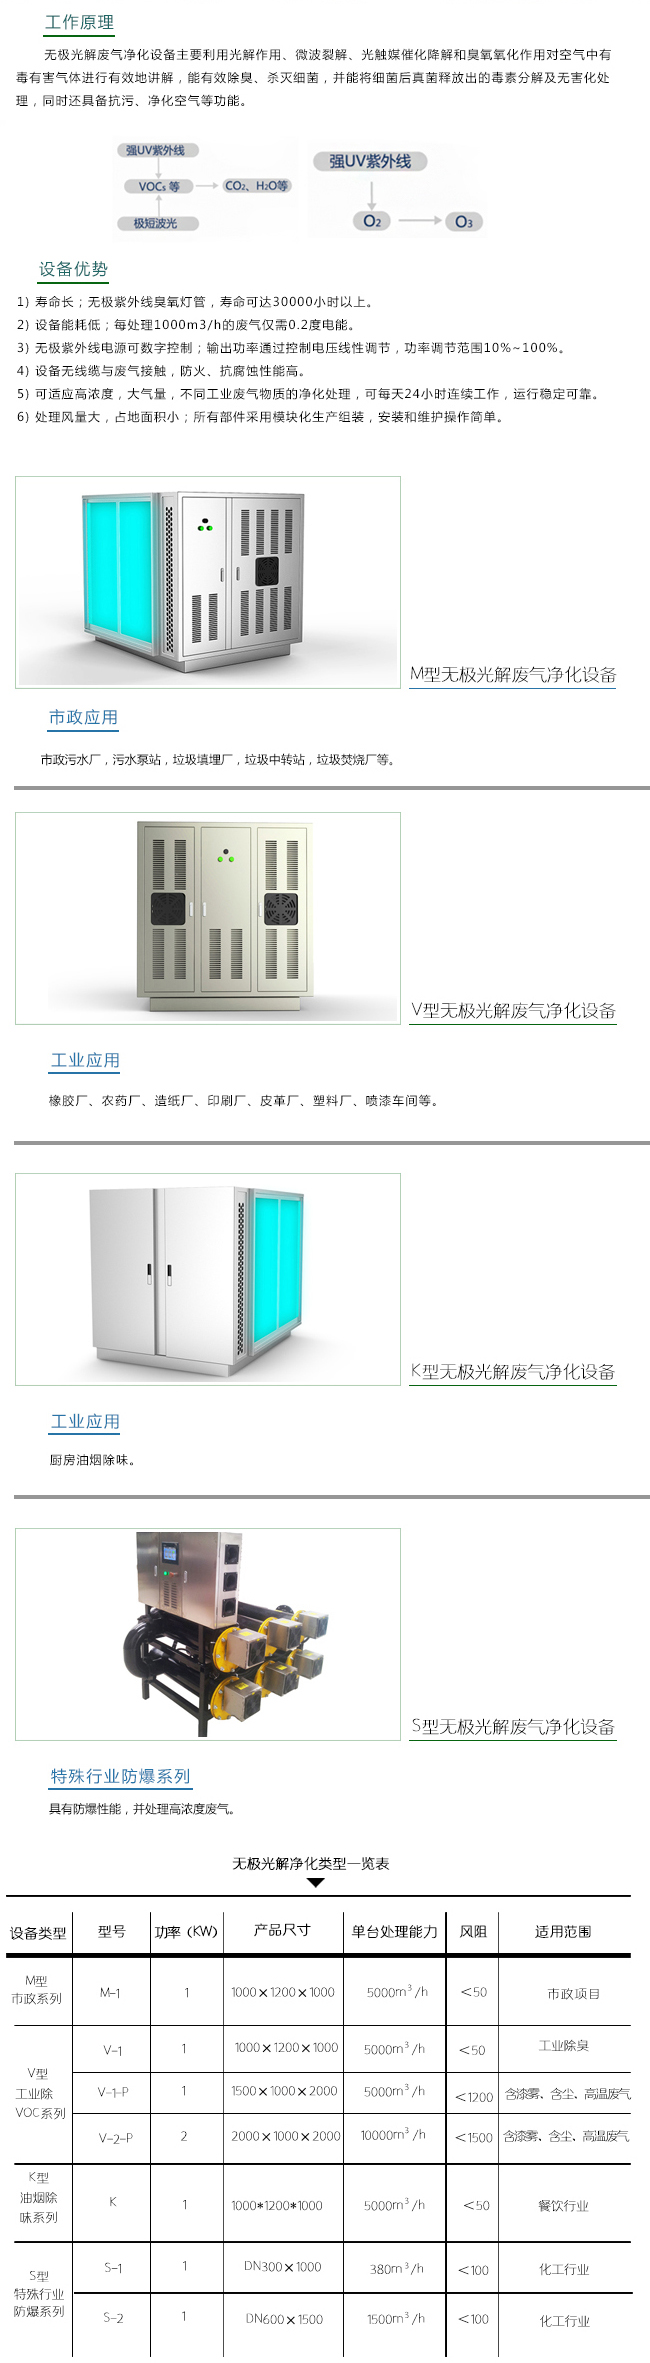 工作原理
无极光解废气净化设备主要利用光解作用、微波裂解、光触媒催化降解和臭氧氧化作用对空气中有
毒有害气体进行有效地讲解，能有效除臭、杀灭细菌，并能将细菌后真菌释放出的毒素分解及无害化处
理，同时还具备抗污、净化空气等功能。
强UV紫外线
VOCs 等
CO₂、H₂O等
极短波光
强UV紫外线
O₂
O₃
设备优势
1) 寿命长；无极紫外线臭氧灯管，寿命可达30000小时以上。
2) 设备能耗低；每处理1000m3/h的废气仅需0.2度电能。
3) 无极紫外线电源可数字控制；输出功率通过控制电压线性调节，功率调节范围10%~100%。
4) 设备无线缆与废气接触，防火、抗腐蚀性能高。
5) 可适应高浓度，大气量，不同工业废气物质的净化处理，可每天24小时连续工作，运行稳定可靠。
6) 处理风量大，占地面积小；所有部件采用模块化生产组装，安装和维护操作简单。
M型无极光解废气净化设备
市政应用
市政污水厂，污水泵站，垃圾填埋厂，垃圾中转站，垃圾焚烧厂等。
V型无极光解废气净化设备
工业应用
橡胶厂、农药厂、造纸厂、印刷厂、皮革厂、塑料厂、喷漆车间等。
K型无极光解废气净化设备
工业应用
厨房油烟除味。
S型无极光解废气净化设备
特殊行业防爆系列
具有防爆性能，并处理高浓度废气。
无极光解净化类型一览表
设备类型 型号 功率（KW） 产品尺寸 单台处理能力 风阻 适用范围
M型
市政系列 M-1 1 1000×1200×1000 5000m³/h <50 市政项目
V型
工业除
VOC系列
V-1 1 1000×1200×1000 5000m³/h <50 工业除臭
V-1-P 1 1500×1000×2000 5000m³/h <1200 含漆雾、含尘、高温废气
V-2-P 2 2000×1000×2000 10000m³/h <1500 含漆雾、含尘、高温废气
K型
油烟除
味系列
K 1 1000*1200*1000 5000m³/h <50 餐饮行业
S型
特殊行业
防爆系列
S-1 1 DN300×1000 380m³/h <100 化工行业
S-2 1 DN600×1500 1500m³/h <100 化工行业